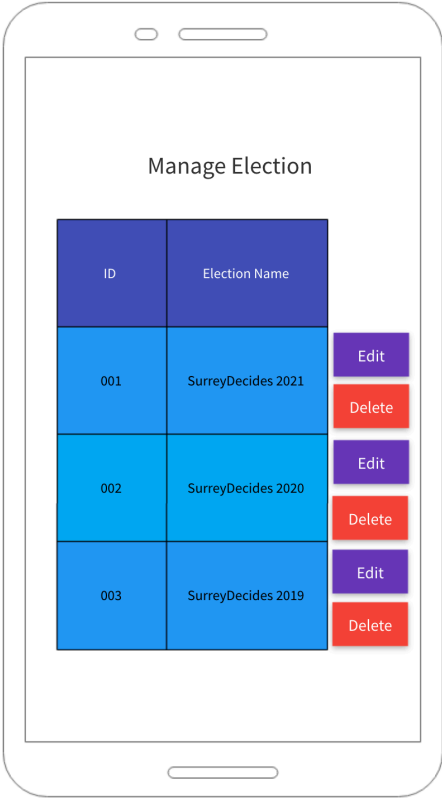 Manage Election
ID Election Name
001 SurreyDecides 2021 Edit
Delete
002 SurreyDecides 2020 Edit
Delete
003 SurreyDecides 2019 Edit
Delete